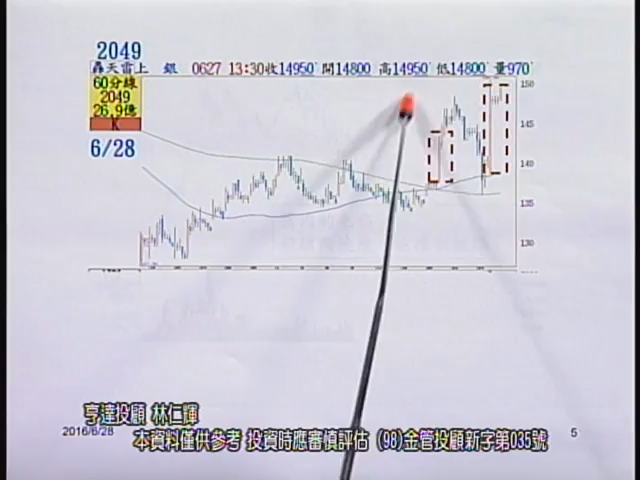 2049
轟天雷上 銀 0627 13:30收14950' 開14800 高14950' 低14800' 量970'
60分線
2049
26.9億
K
6/28
150
145
140
135
130
亨達投顧 林仁輝
2016/6/28
本資料僅供參考 投資時應審慎評估 (98)金管投顧新字第035號
5